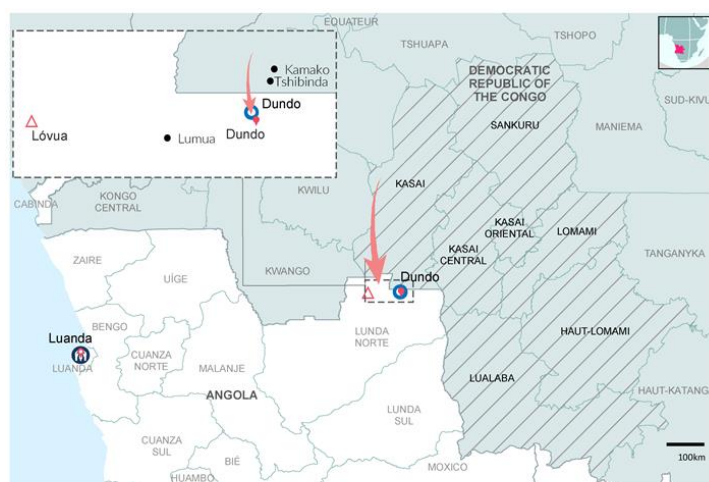 EQUATEUR
TSHOPO
TSHUAPA
DEMOCRATIC
REPUBLIC
OF THE CONGO
SUD-KIVU
Kamako
Tshibinda
Dundo
Dundo
Lóvua
Lumua
SANKURU
MANIEMA
KASAI
KWILU
CABINDA
KONGO
CENTRAL
KASAI
ORIENTAL
LOMAMI
KASAI
CENTRAL
TANGANYKA
ZAIRE
UÍGE
KWANGO
Dundo
LUNDA
NORTE
BENGO
Luanda
LUANDA
CUANZA
NORTE
MALANJE
HAUT-LOMAMI
LUALABA
ANGOLA
HAUT-KATANG
LUNDA
SUL
CUANZA
SUL
BIÉ
HUAMBO
MOXICO
100km